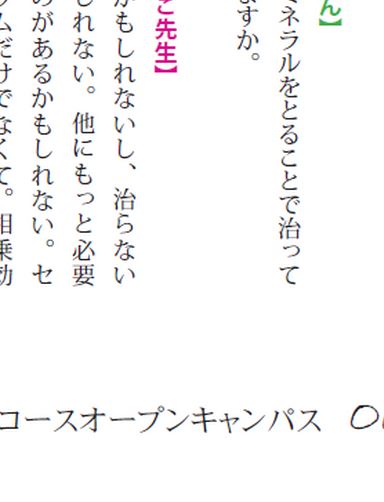 ん】
ミネラルをとることで治って
ますか。
こ先生】
かもしれないし、治らない
しれない。他にもっと必要
のがあるかもしれない。セ
ムだけでなくて。相乗効
コースオープンキャンパス